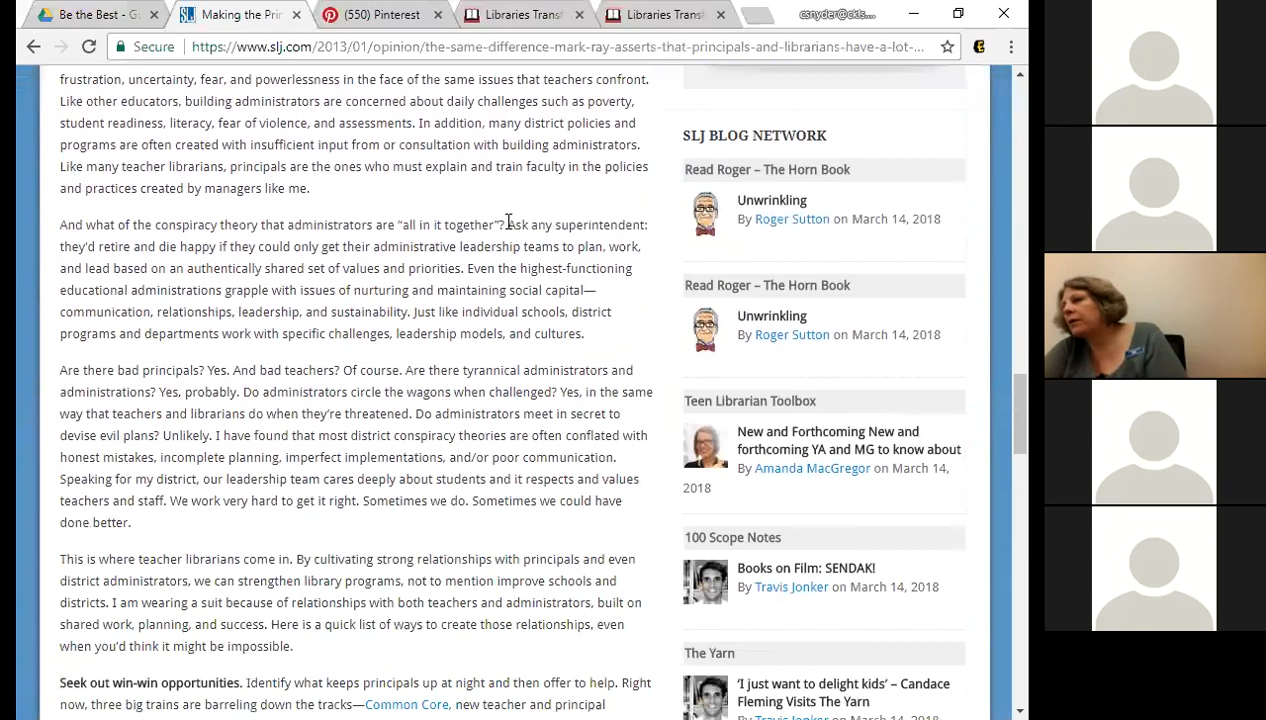 Be the Best - G
Making the Prin
(550) Pinterest
Libraries Transf
Libraries Transf
csnyder@ckts....
Secure
https://www.slj.com/2013/01/opinion/the-same-difference-mark-ray-asserts-that-principals-and-librarians-have-a-lot-...
frustration, uncertainty, fear, and powerlessness in the face of the same issues that teachers confront.
Like other educators, building administrators are concerned about daily challenges such as poverty,
student readiness, literacy, fear of violence, and assessments. In addition, many district policies and
programs are often created with insufficient input from or consultation with building administrators.
Like many teacher librarians, principals are the ones who must explain and train faculty in the policies
and practices created by managers like me.
And what of the conspiracy theory that administrators are “all in it together”? Ask any superintendent:
they’d retire and die happy if they could only get their administrative leadership teams to plan, work,
and lead based on an authentically shared set of values and priorities. Even the highest-functioning
educational administrations grapple with issues of nurturing and maintaining social capital—
communication, relationships, leadership, and sustainability. Just like individual schools, district
programs and departments work with specific challenges, leadership models, and cultures.
Are there bad principals? Yes. And bad teachers? Of course. Are there tyrannical administrators and
administrations? Yes, probably. Do administrators circle the wagons when challenged? Yes, in the same
way that teachers and librarians do when they’re threatened. Do administrators meet in secret to
devise evil plans? Unlikely. I have found that most district conspiracy theories are often conflated with
honest mistakes, incomplete planning, imperfect implementations, and/or poor communication.
Speaking for my district, our leadership team cares deeply about students and it respects and values
teachers and staff. We work very hard to get it right. Sometimes we do. Sometimes we could have
done better.
This is where teacher librarians come in. By cultivating strong relationships with principals and even
district administrators, we can strengthen library programs, not to mention improve schools and
districts. I am wearing a suit because of relationships with both teachers and administrators, built on
shared work, planning, and success. Here is a quick list of ways to create those relationships, even
when you’d think it might be impossible.
Seek out win-win opportunities. Identify what keeps principals up at night and then offer to help. Right
now, three big trains are barreling down the tracks—Common Core, new teacher and principal
SLJ BLOG NETWORK
Read Roger – The Horn Book
Unwrinkling
By Roger Sutton on March 14, 2018
Read Roger – The Horn Book
Unwrinkling
By Roger Sutton on March 14, 2018
Teen Librarian Toolbox
New and Forthcoming New and
forthcoming YA and MG to know about
By Amanda MacGregor on March 14,
2018
100 Scope Notes
Books on Film: SENDAK!
By Travis Jonker on March 14, 2018
The Yarn
‘I just want to delight kids’ – Candace
Fleming Visits The Yarn
By Travis Jonker on March 14, 2018